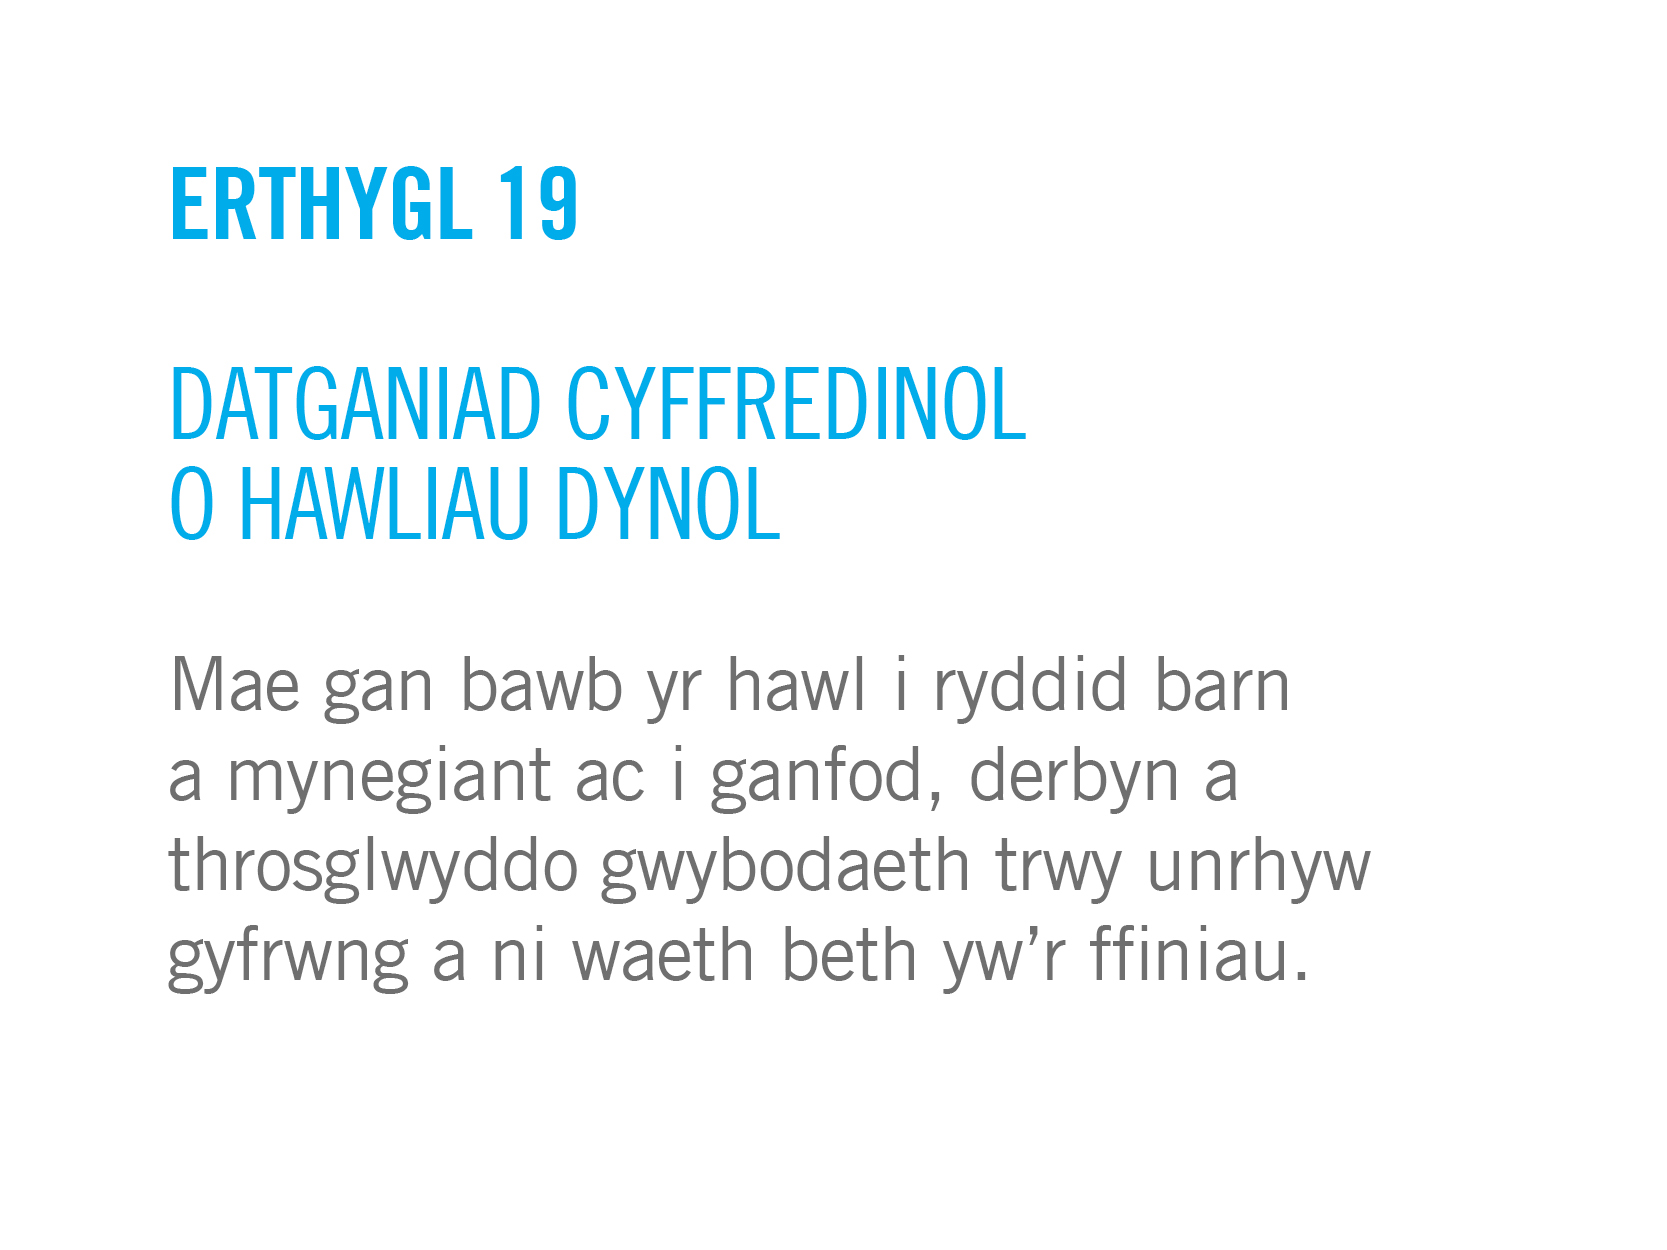 ERTHYGL 19
DATGANIAD CYFFREDINOL
O HAWLIAU DYNOL
Mae gan bawb yr hawl i ryddid barn
a mynegiant ac i ganfod, derbyn a
throsglwyddo gwybodaeth trwy unrhyw
gyfrwng a ni waeth beth yw’r ffiniau.